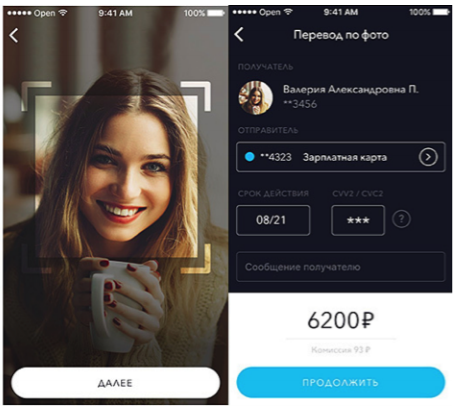 Open 9:41 AM 100%
ДАЛЕЕ
Open 9:41 AM 100%
Перевод по фото
ПОЛУЧАТЕЛЬ
Валерия Александровна П.
**3456
ОТПРАВИТЕЛЬ
**4323 Зарплатная карта
СРОК ДЕЙСТВИЯ CVV2 / CVC2
08/21 *** ?
Сообщение получателю
6200₽
Комиссия 93 ₽
ПРОДОЛЖИТЬ